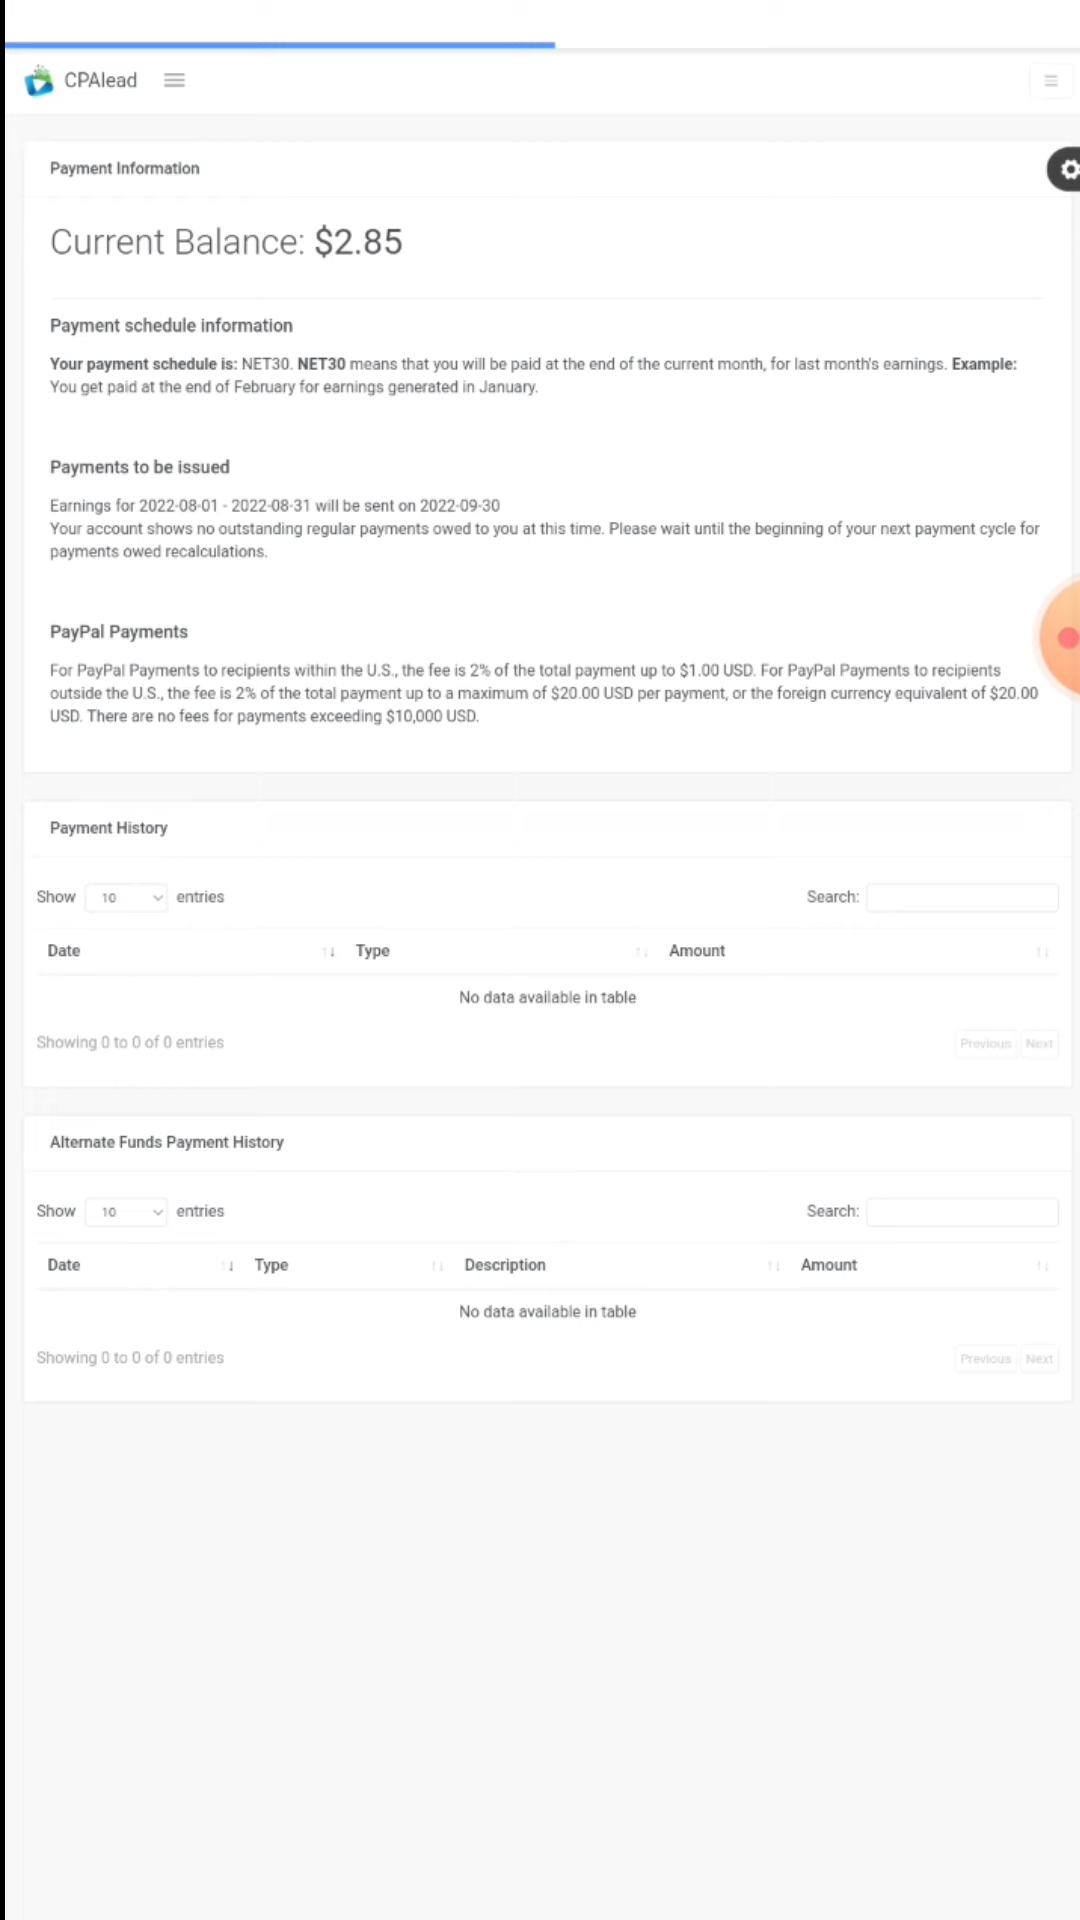 CPAlead
Payment Information
Current Balance: $2.85
Payment schedule information
Your payment schedule is: NET30. NET30 means that you will be paid at the end of the current month, for last month's earnings. Example:
You get paid at the end of February for earnings generated in January.
Payments to be issued
Earnings for 2022-08-01 - 2022-08-31 will be sent on 2022-09-30
Your account shows no outstanding regular payments owed to you at this time. Please wait until the beginning of your next payment cycle for
payments owed recalculations.
PayPal Payments
For PayPal Payments to recipients within the U.S., the fee is 2% of the total payment up to $1.00 USD. For PayPal Payments to recipients
outside the U.S., the fee is 2% of the total payment up to a maximum of $20.00 USD per payment, or the foreign currency equivalent of $20.00
USD. There are no fees for payments exceeding $10,000 USD.
Payment History
Show 10 entries Search:
Date Type Amount
No data available in table
Showing 0 to 0 of 0 entries Previous Next
Alternate Funds Payment History
Show 10 entries Search:
Date Type Description Amount
No data available in table
Showing 0 to 0 of 0 entries Previous Next